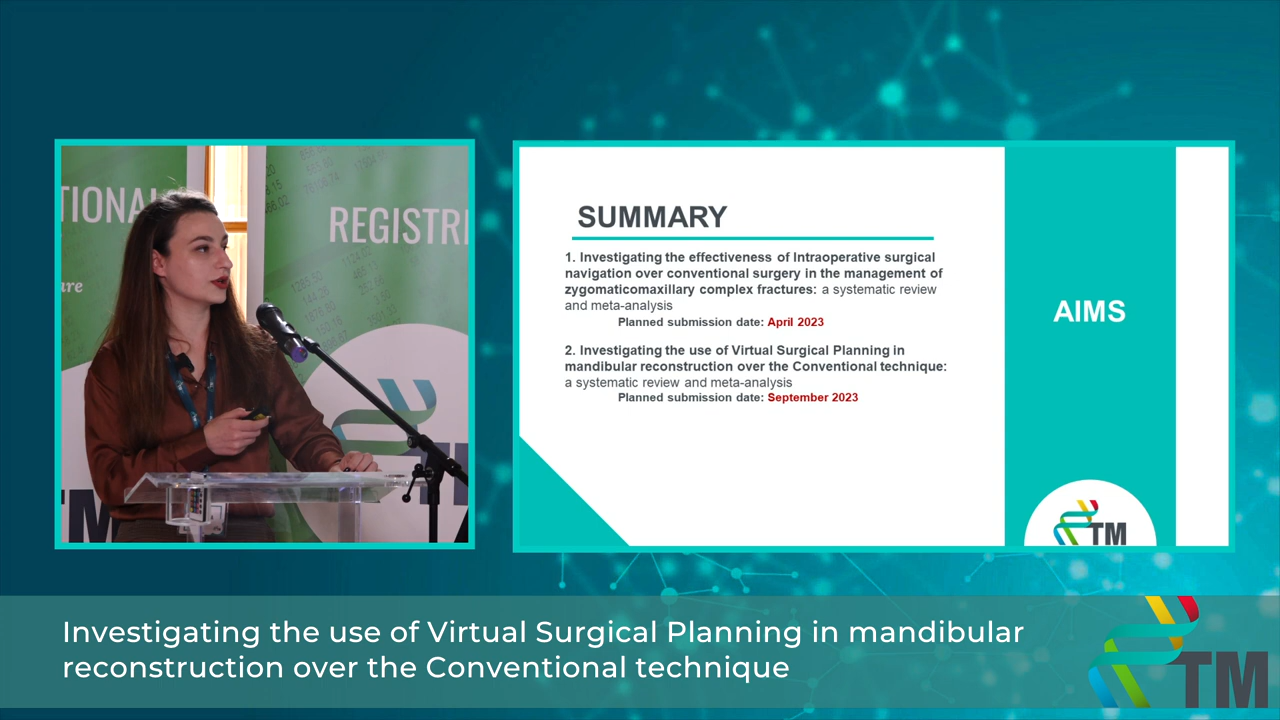 TIONAL
REGISTRI
TM
TM
SUMMARY
1. Investigating the effectiveness of Intraoperative surgical
navigation over conventional surgery in the management of
zygomaticomaxillary complex fractures: a systematic review
and meta-analysis
Planned submission date: April 2023
2. Investigating the use of Virtual Surgical Planning in
mandibular reconstruction over the Conventional technique:
a systematic review and meta-analysis
Planned submission date: September 2023
AIMS
TM
Investigating the use of Virtual Surgical Planning in mandibular
reconstruction over the Conventional technique
TM